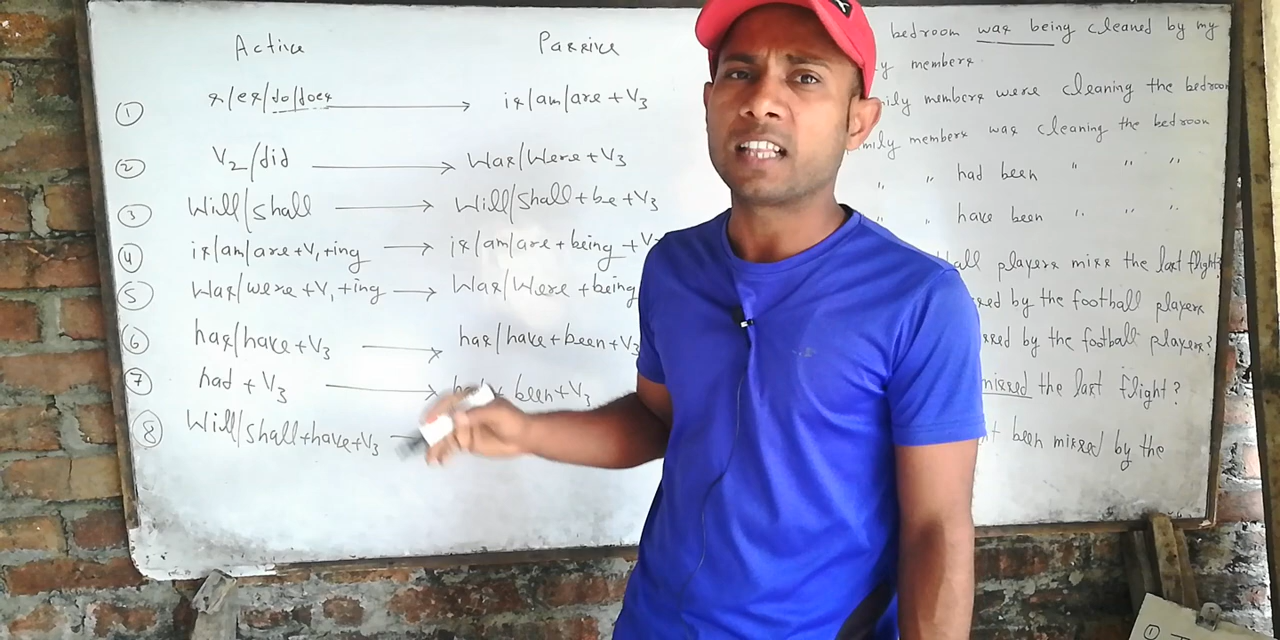 Active Passive
① s/es/do/does → is/am/are + V3
② V2/did → Was/Were + V3
③ Will/shall → Will/shall + be + V3
④ is/am/are + V1 + ing → is/am/are + being + V
⑤ Was/were + V1 + ing → Was/Were + being
⑥ has/have + V3 → has/have + been + V3
⑦ had + V3 → been + V3
⑧ Will/shall + have + V3
bedroom was being cleaned by my
members
members were cleaning the bedroom
members was cleaning the bedroom
" " had been " " "
" " have been " " "
players miss the last flight?
by the football players
by the football players?
missed the last flight?
been missed by the
①